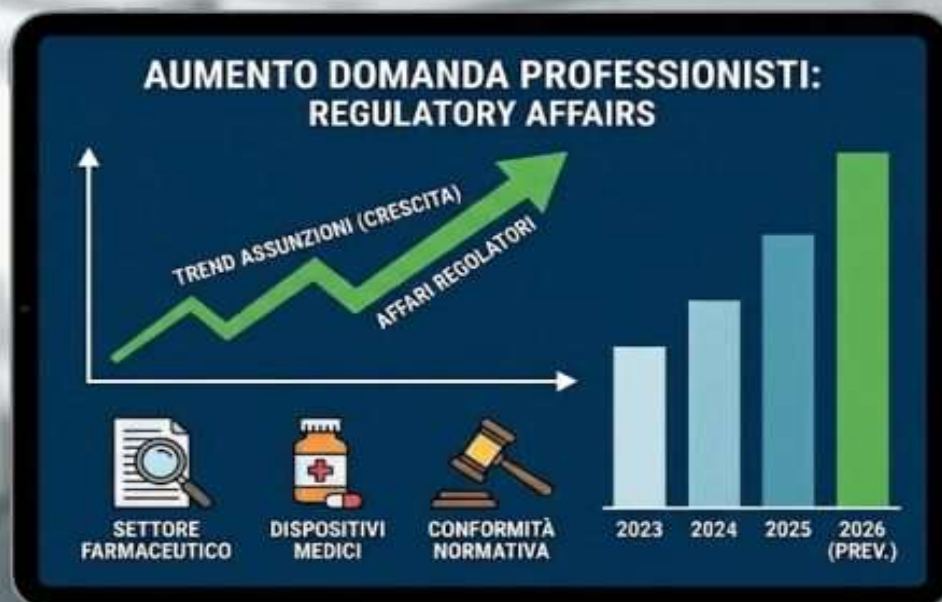 AUMENTO DOMANDA PROFESSIONISTI:
REGULATORY AFFAIRS
TREND ASSUNZIONI (CRESCITA)
AFFARI REGOLATORI
SETTORE
FARMACEUTICO
DISPOSITIVI
MEDICI
CONFORMITÀ
NORMATIVA
2023
2024
2025
2026
(PREV.)